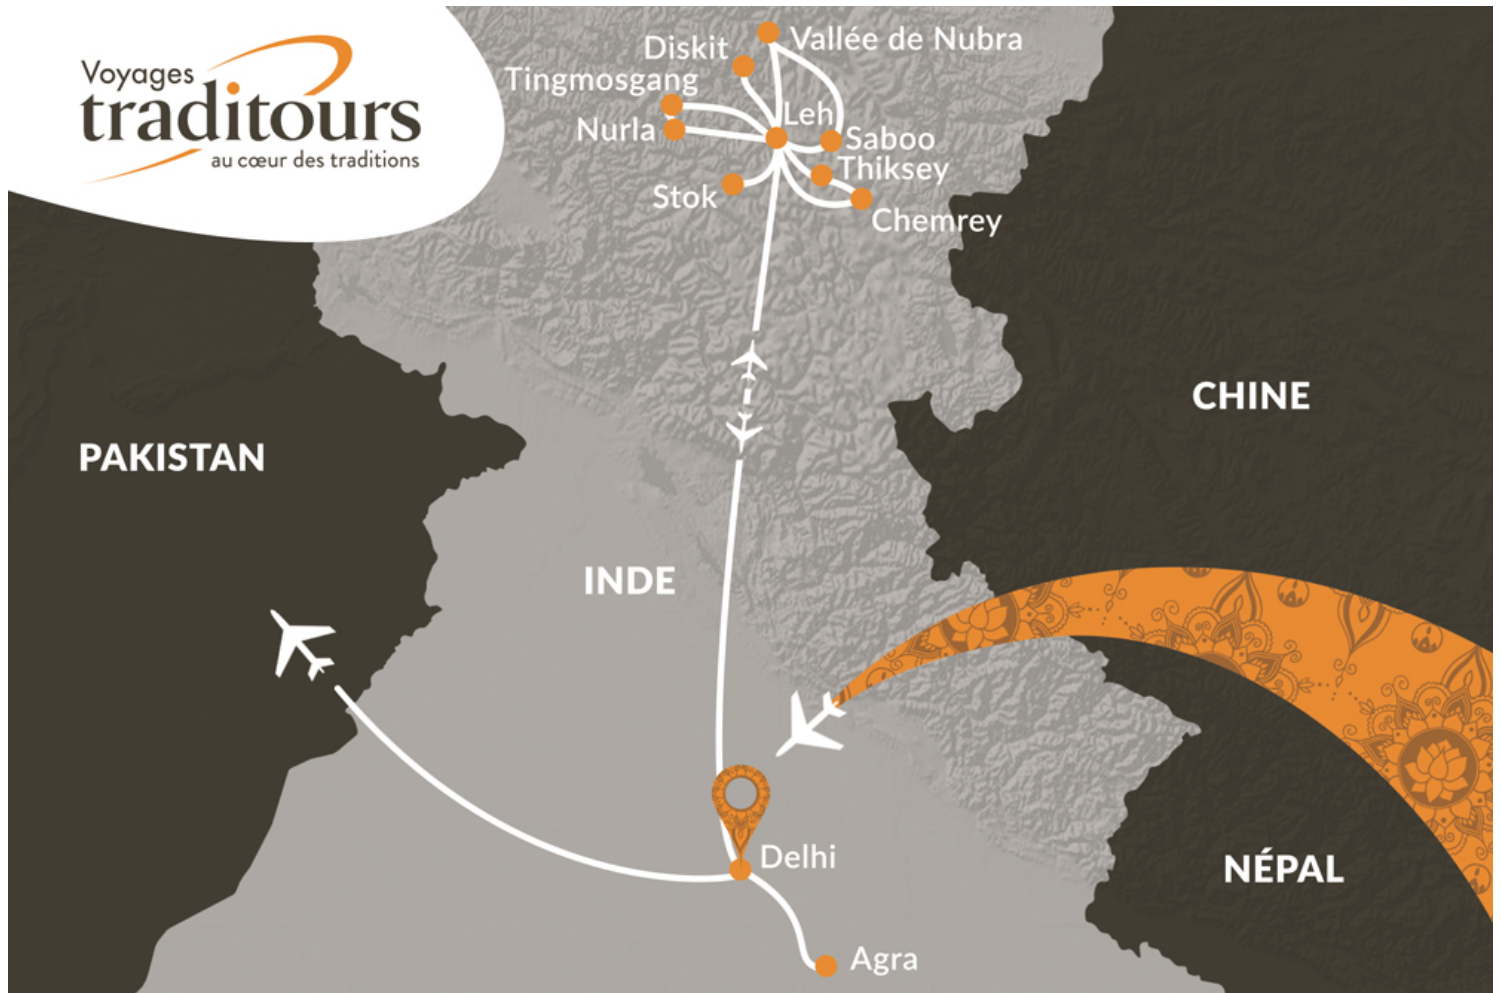 Voyages
traditours
au cœur des traditions
Vallée de Nubra
Diskit
Tingmosgang
Leh
Nurla
Saboo
Thiksey
Stok
Chemrey
CHINE
PAKISTAN
INDE
Delhi
NÉPAL
Agra